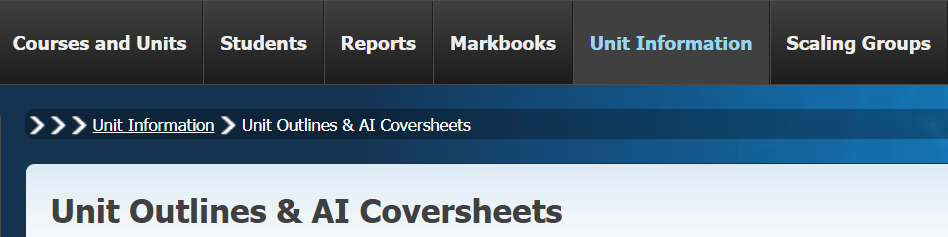 Courses and Units Students Reports Markbooks Unit Information Scaling Groups
Unit Information Unit Outlines & AI Coversheets
Unit Outlines & AI Coversheets